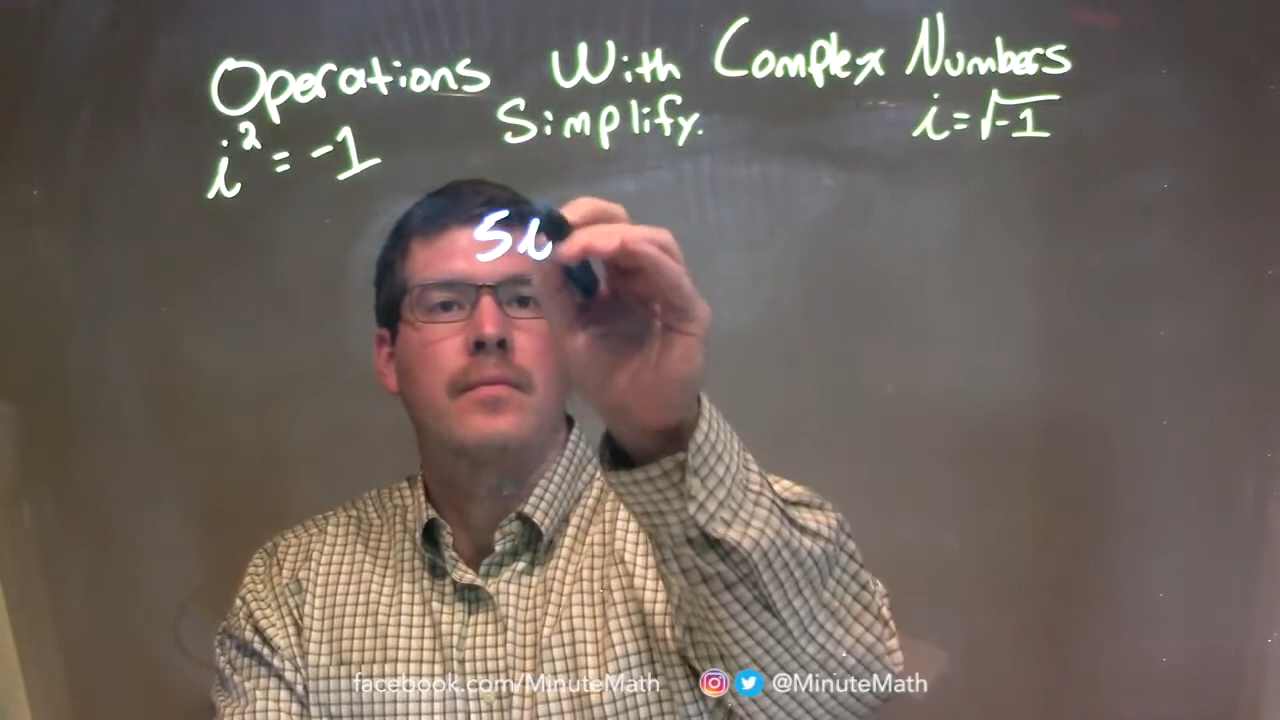 Operations With Complex Numbers
i² = -1 Simplify. i = √-1
5i
facebook.com/MinuteMath @MinuteMath